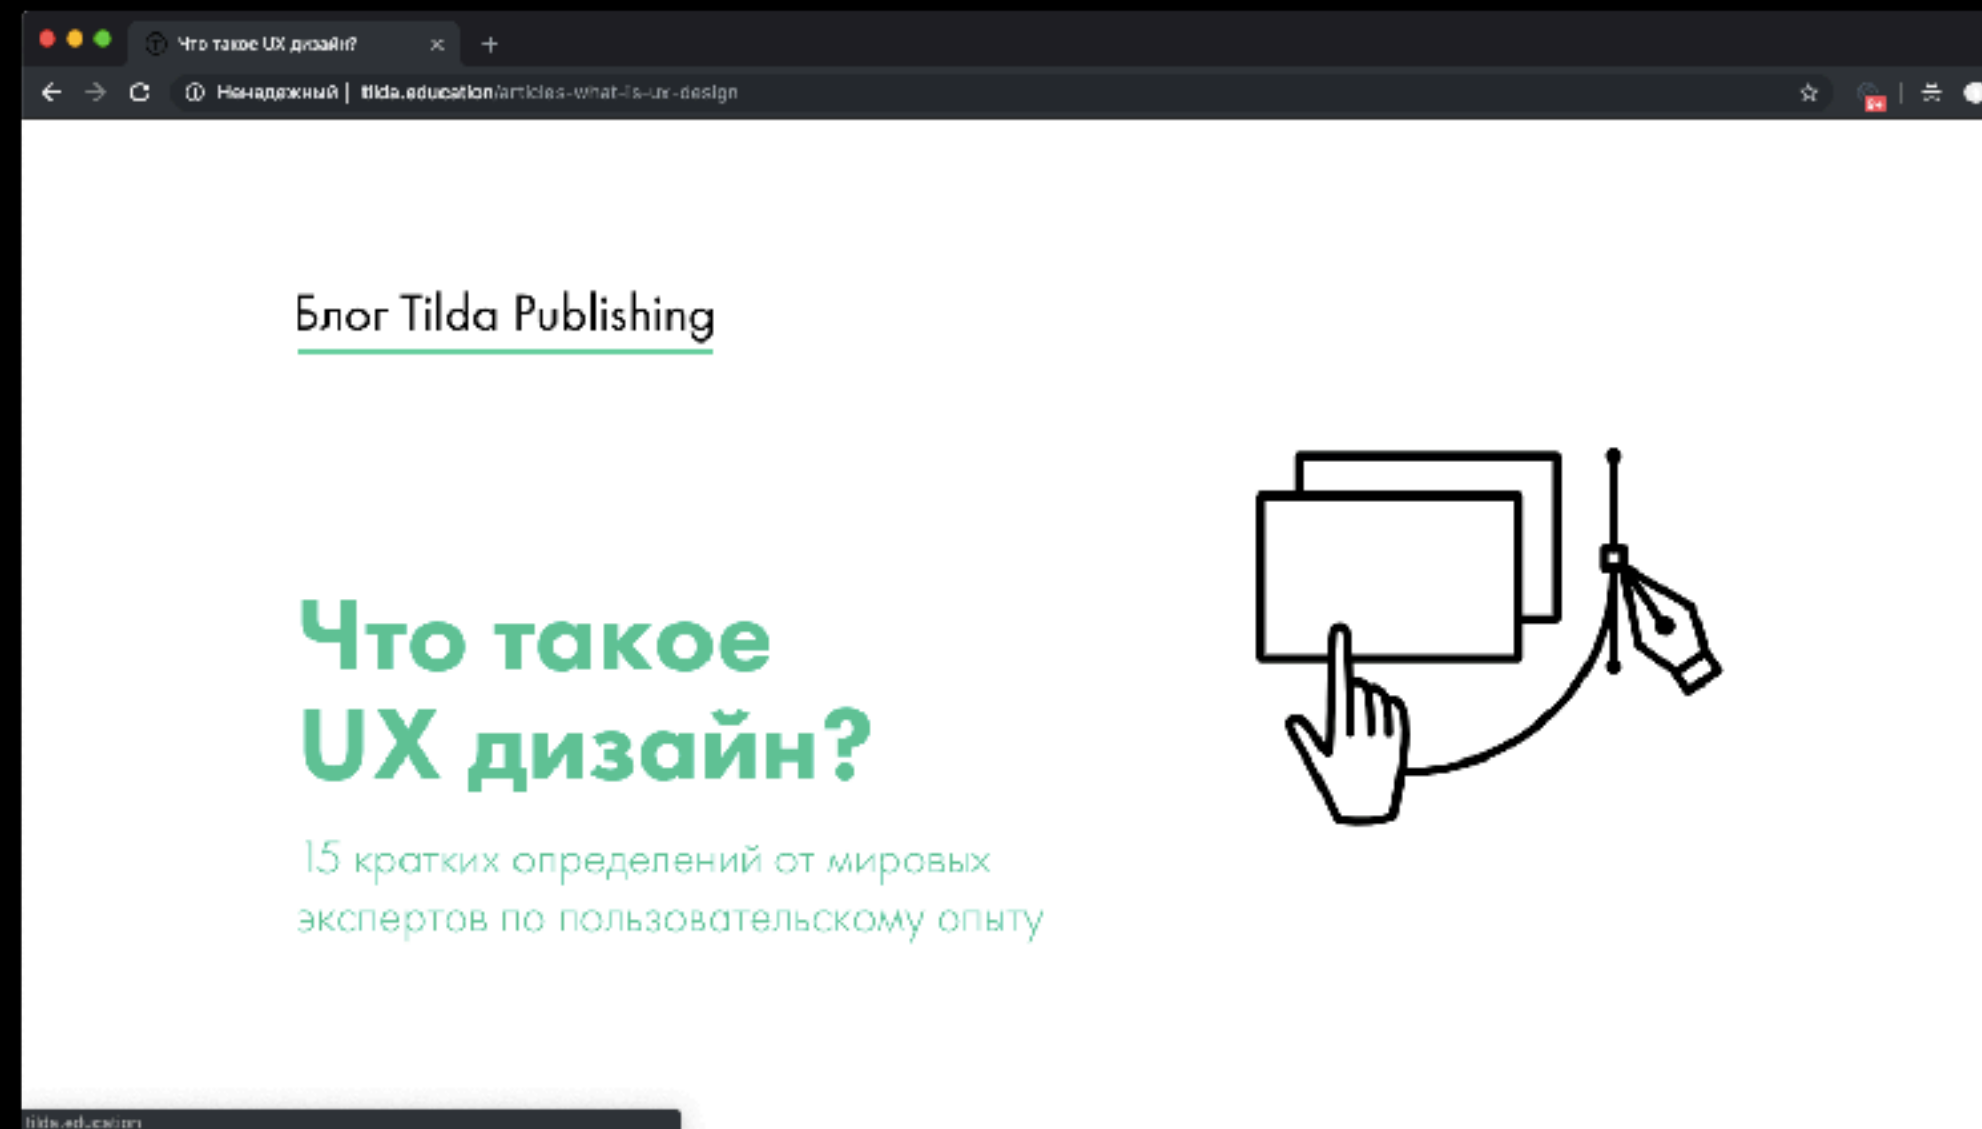 Что такое UX дизайн?
Ненадежный | tilda.education/articles-what-is-ux-design
Блог Tilda Publishing
Что такое
UX дизайн?
15 кратких определений от мировых
экспертов по пользовательскому опыту
tilda.education